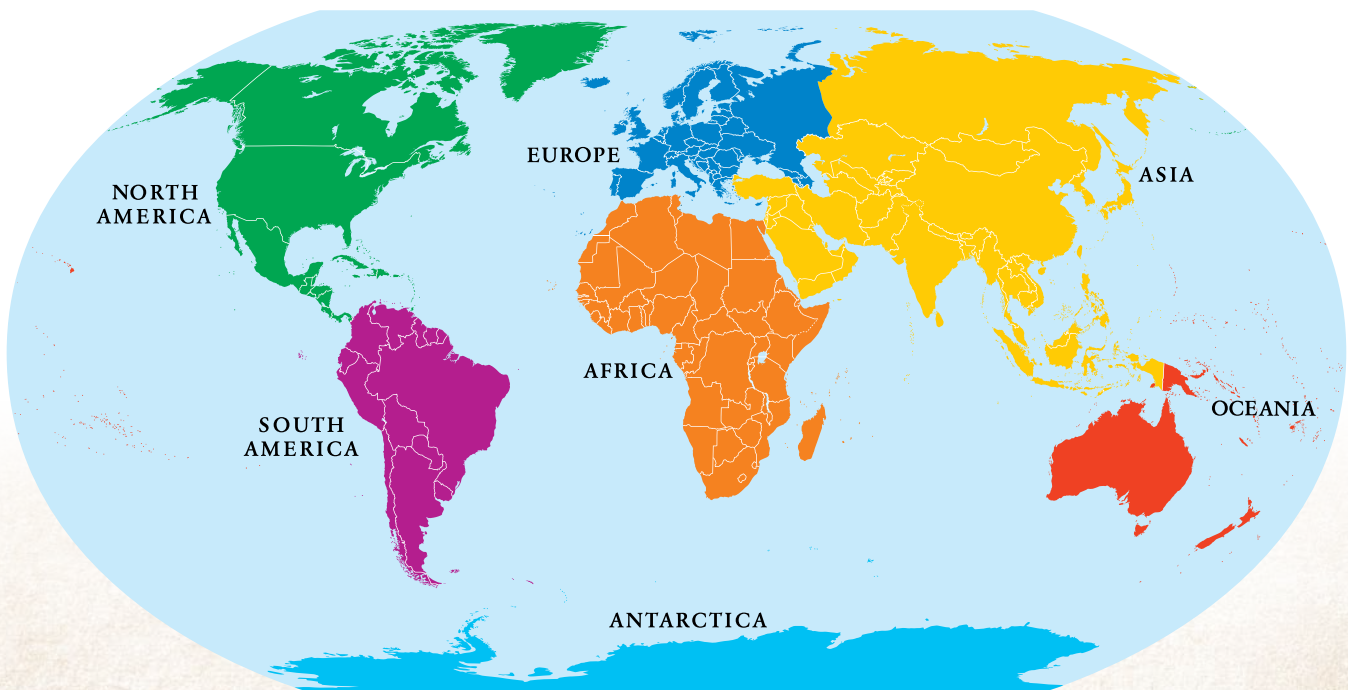 EUROPE
ASIA
NORTH
AMERICA
AFRICA
OCEANIA
SOUTH
AMERICA
ANTARCTICA